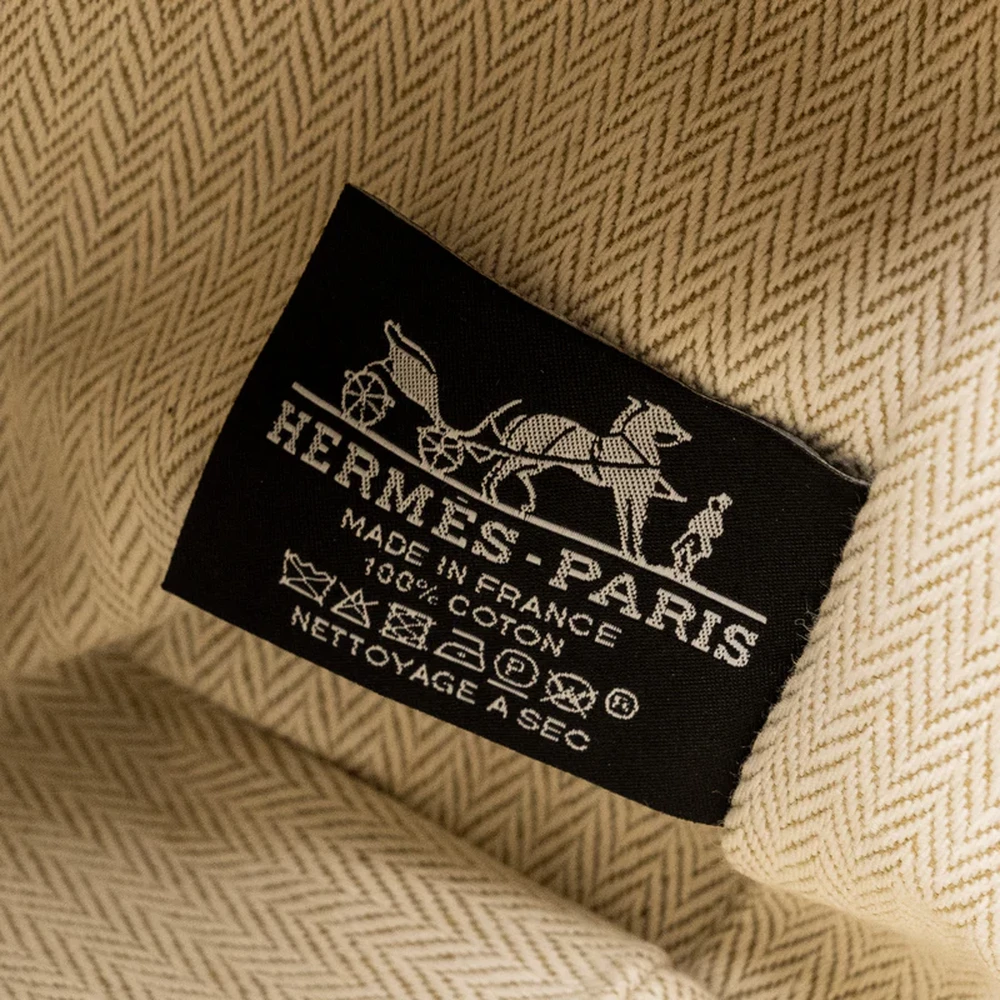 HERMÈS-PARIS
MADE IN FRANCE
100% COTON
P
NETTOYAGE A SEC